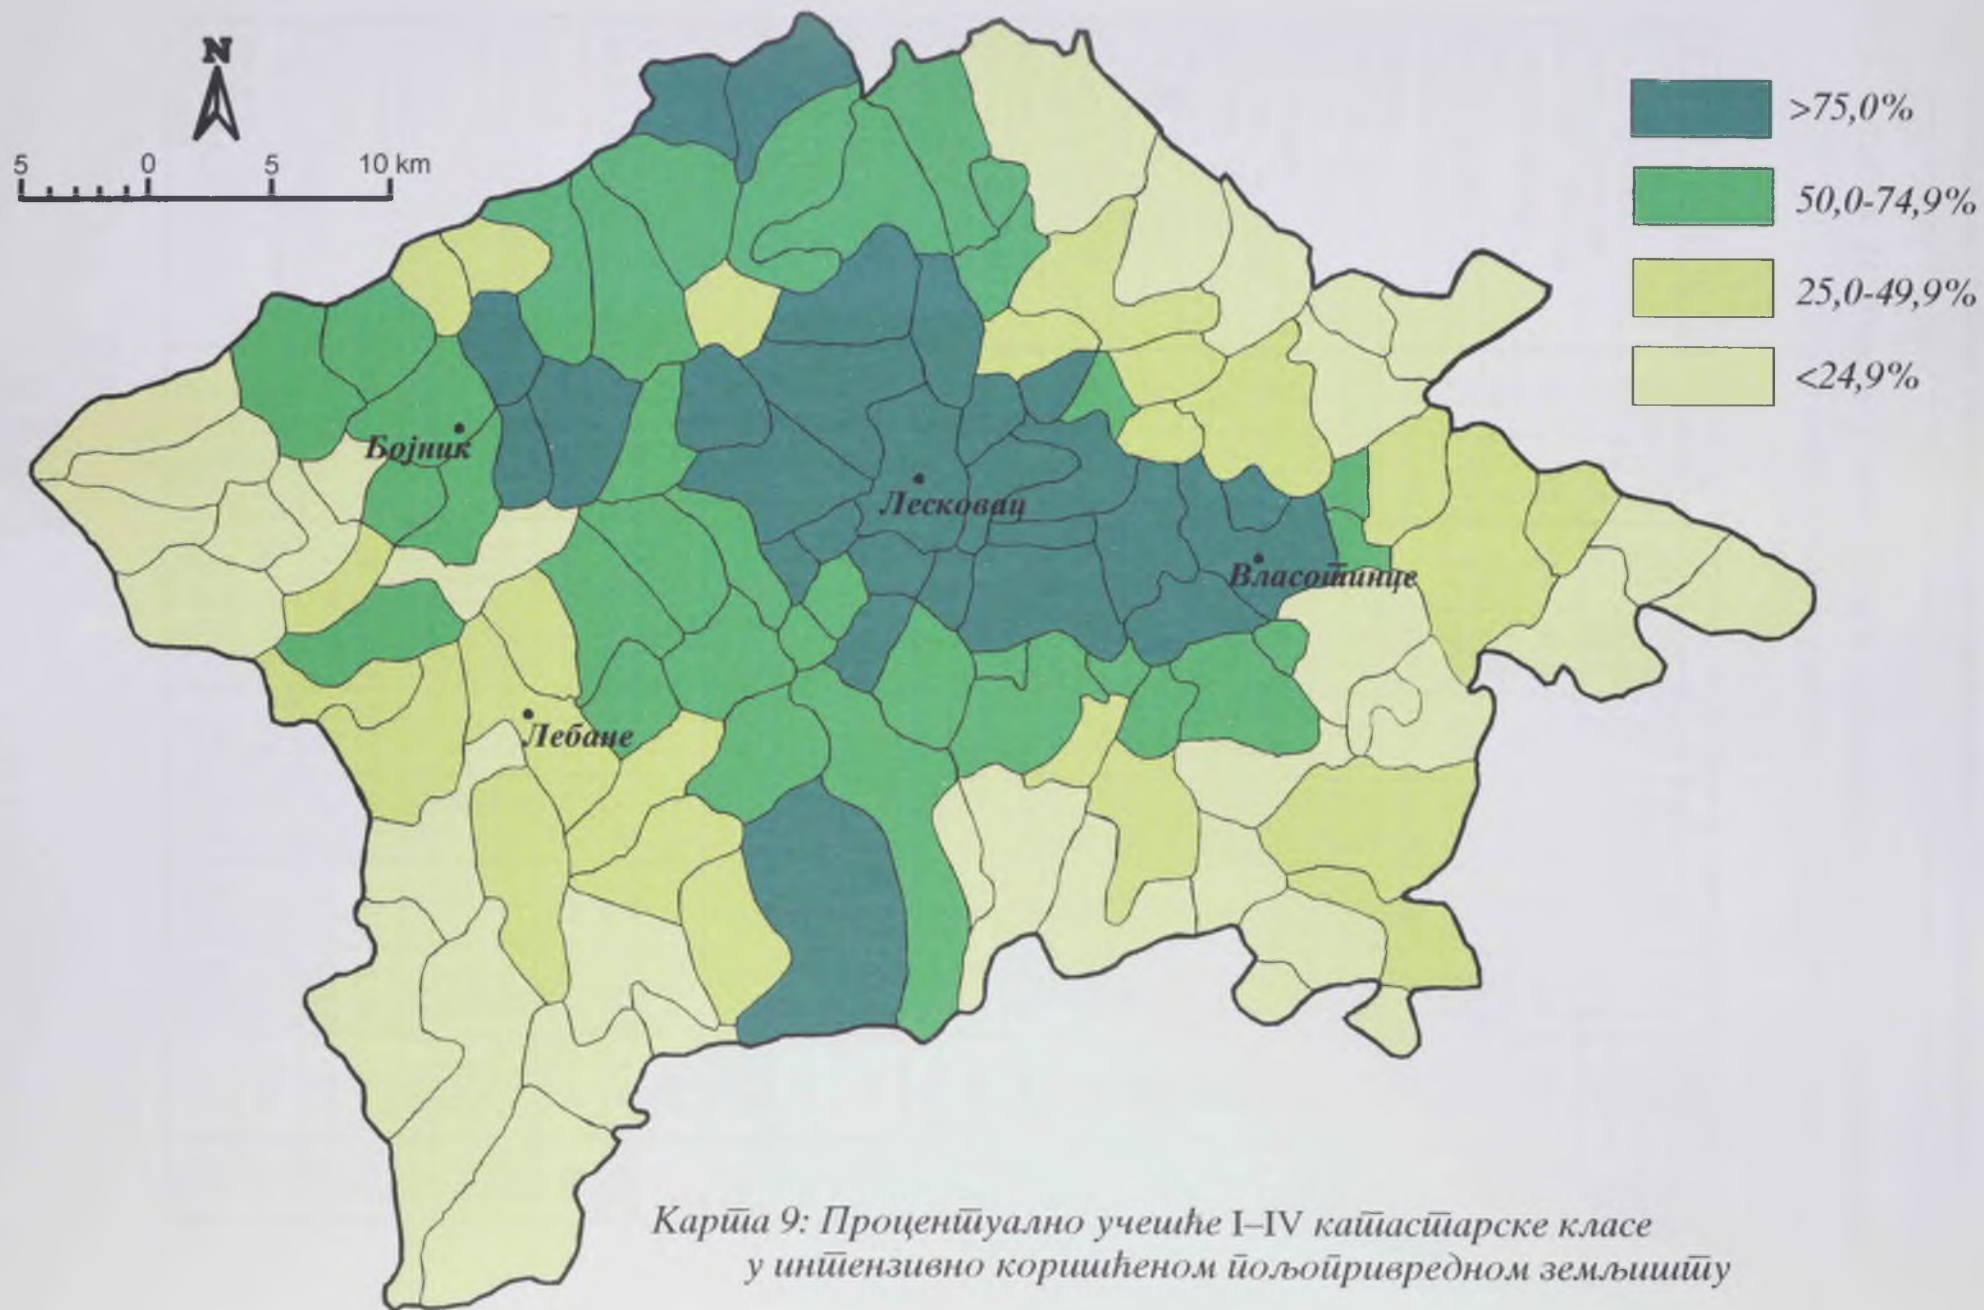 N
5 0 5 10 km
>75,0%
50,0-74,9%
25,0-49,9%
<24,9%
Бојник
Лесковац
Власотинце
Лебане
Карта 9: Процентуално учешће I–IV катастарске класе
у интензивно коришћеном пољопривредном земљишту